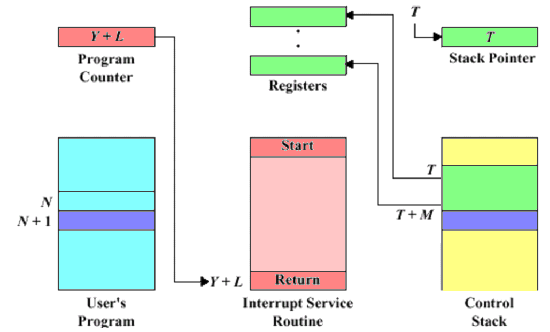 Y + L
Program
Counter
Registers
T
T
Stack Pointer
Start
N
N + 1
T
T + M
Y + L
Return
User's
Program
Interrupt Service
Routine
Control
Stack